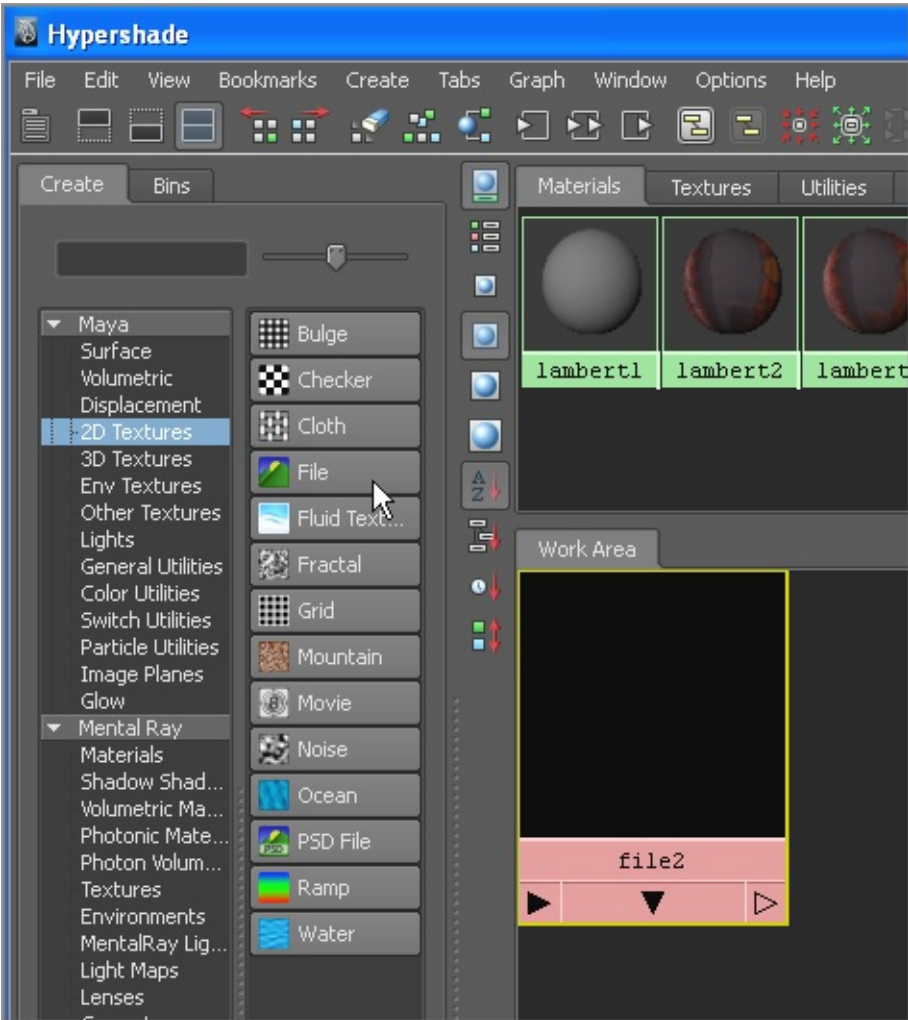 Hypershade
File Edit View Bookmarks Create Tabs Graph Window Options Help
Create Bins
Materials Textures Utilities
Maya
Surface
Volumetric
Displacement
2D Textures
3D Textures
Env Textures
Other Textures
Lights
General Utilities
Color Utilities
Switch Utilities
Particle Utilities
Image Planes
Glow
Mental Ray
Materials
Shadow Shad...
Volumetric Ma...
Photonic Mate...
Photon Volum...
Textures
Environments
MentalRay Lig...
Light Maps
Lenses
Bulge
Checker
Cloth
File
Fluid Text...
Fractal
Grid
Mountain
Movie
8
Noise
Ocean
PSD File
PSD
Ramp
Water
A
Z
lambert1 lambert2 lambert
Work Area
file2